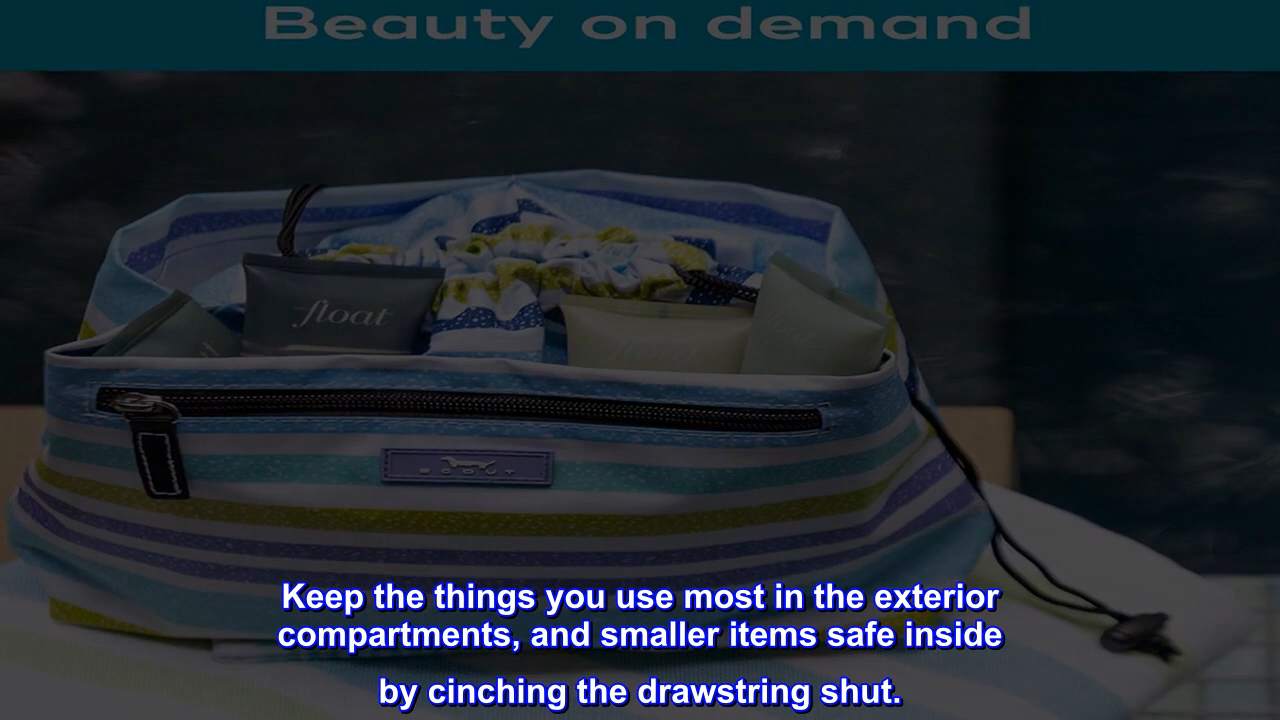 Beauty on demand
float
SCOUT
Keep the things you use most in the exterior
compartments, and smaller items safe inside
by cinching the drawstring shut.